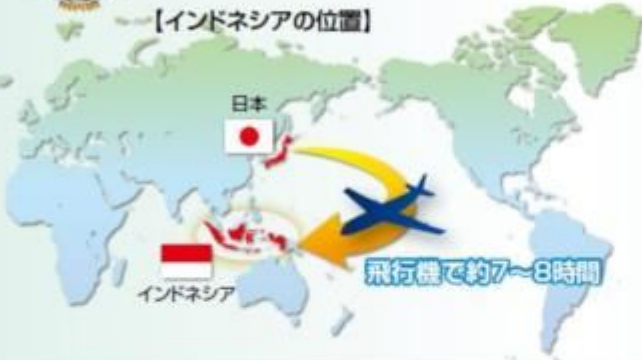 【インドネシアの位置】
日本
インドネシア
飛行機で約7～8時間